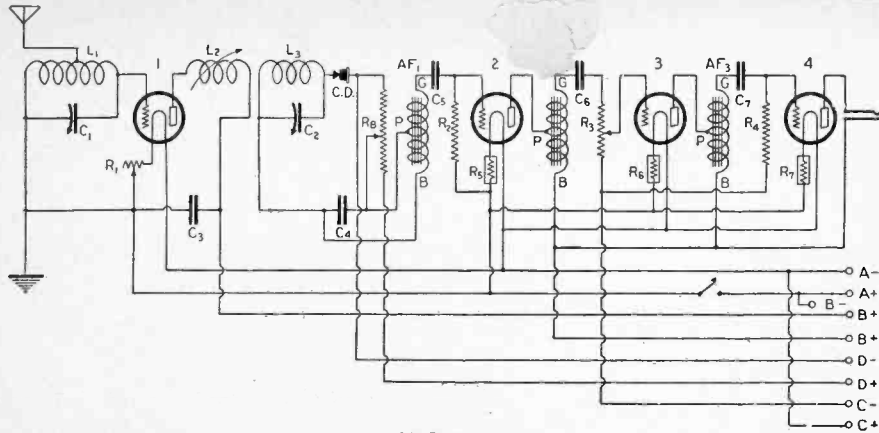 L1
1
L2
L3
C.D.
AF1
G
C5
2
G
C6
3
AF3
G
C7
4
C1
C2
R8
P
R2
P
R3
P
R4
R1
B
R5
B
R6
B
R7
C3
C4
A-
A+
B-
B+
B+
D-
D+
C-
C+